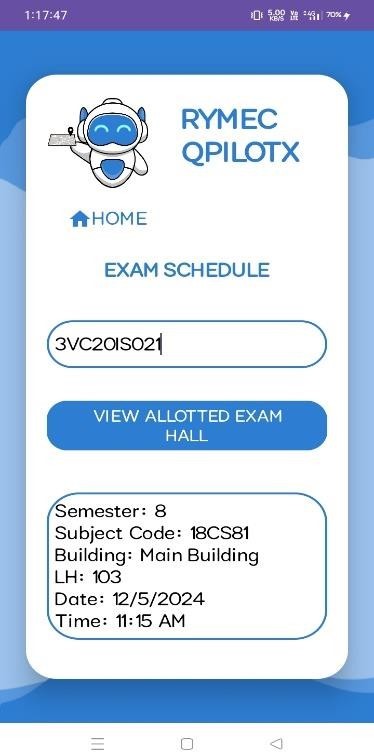 1:17:47
5.00 KB/S Vo LTE 4G 70%
RYMEC
QPILOTX
HOME
EXAM SCHEDULE
3VC20IS021
VIEW ALLOTTED EXAM
HALL
Semester: 8
Subject Code: 18CS81
Building: Main Building
LH: 103
Date: 12/5/2024
Time: 11:15 AM